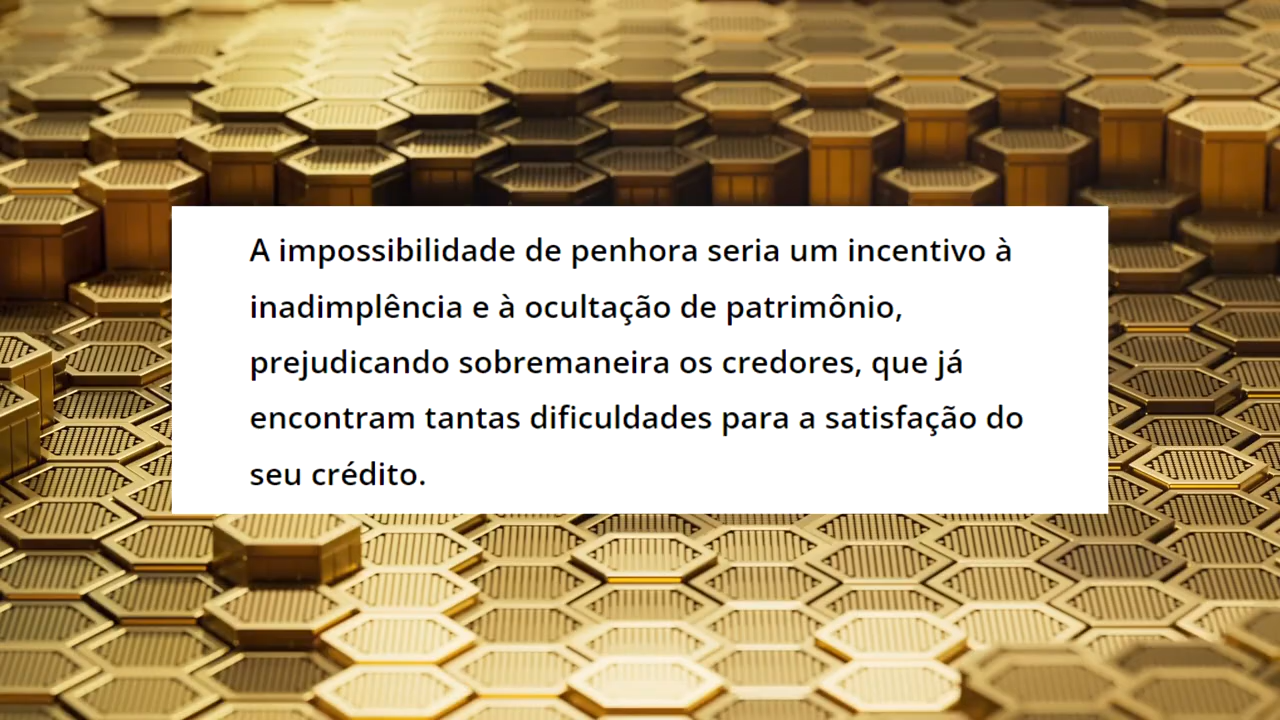 A impossibilidade de penhora seria um incentivo à
inadimplência e à ocultação de patrimônio,
prejudicando sobremaneira os credores, que já
encontram tantas dificuldades para a satisfação do
seu crédito.